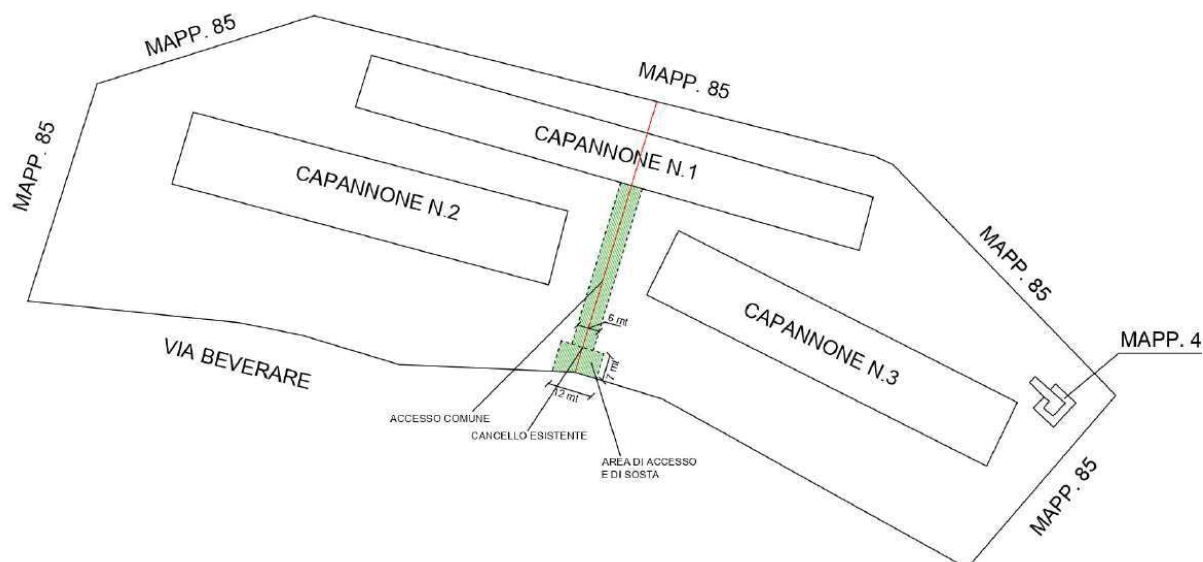 MAPP. 85
MAPP. 85
MAPP. 85
CAPANNONE N.1
CAPANNONE N.2
MAPP. 85
CAPANNONE N.3
MAPP. 4
6 mt
7 mt
12 mt
VIA BEVERARE
ACCESSO COMUNE
CANCELLO ESISTENTE
AREA DI ACCESSO
E DI SOSTA
MAPP. 85